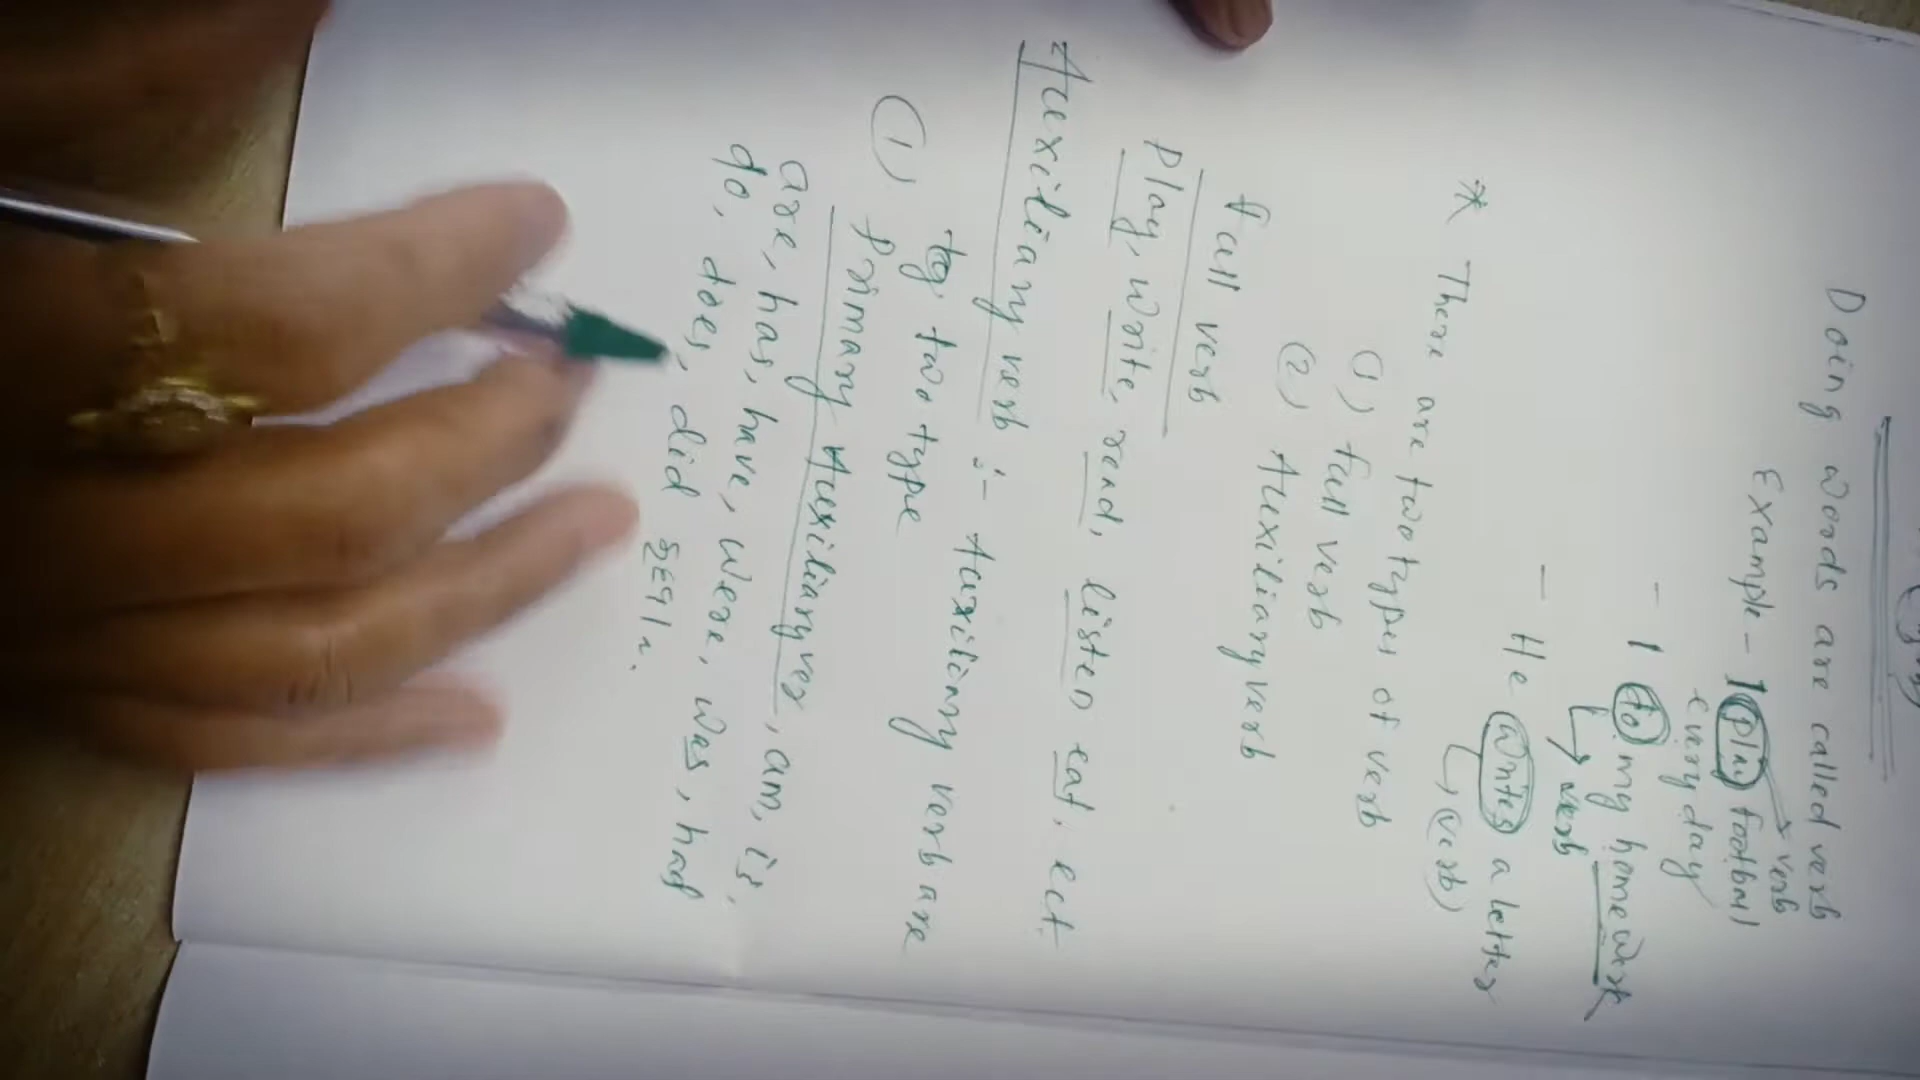 Doing words are called verb
Example - I play football
→ verb
every day
- I do my homework
→ verb
- He writes a letter
→ (verb)
* There are two types of verb
(1) full verb
(2) Auxiliary verb
full verb
Play, write, read, listen, eat, ect.
Auxiliary verb :- Auxiliary verb are
two type
(1) Primary Auxiliary ver, am, is,
are, has, have, were, was, had
do, does, did